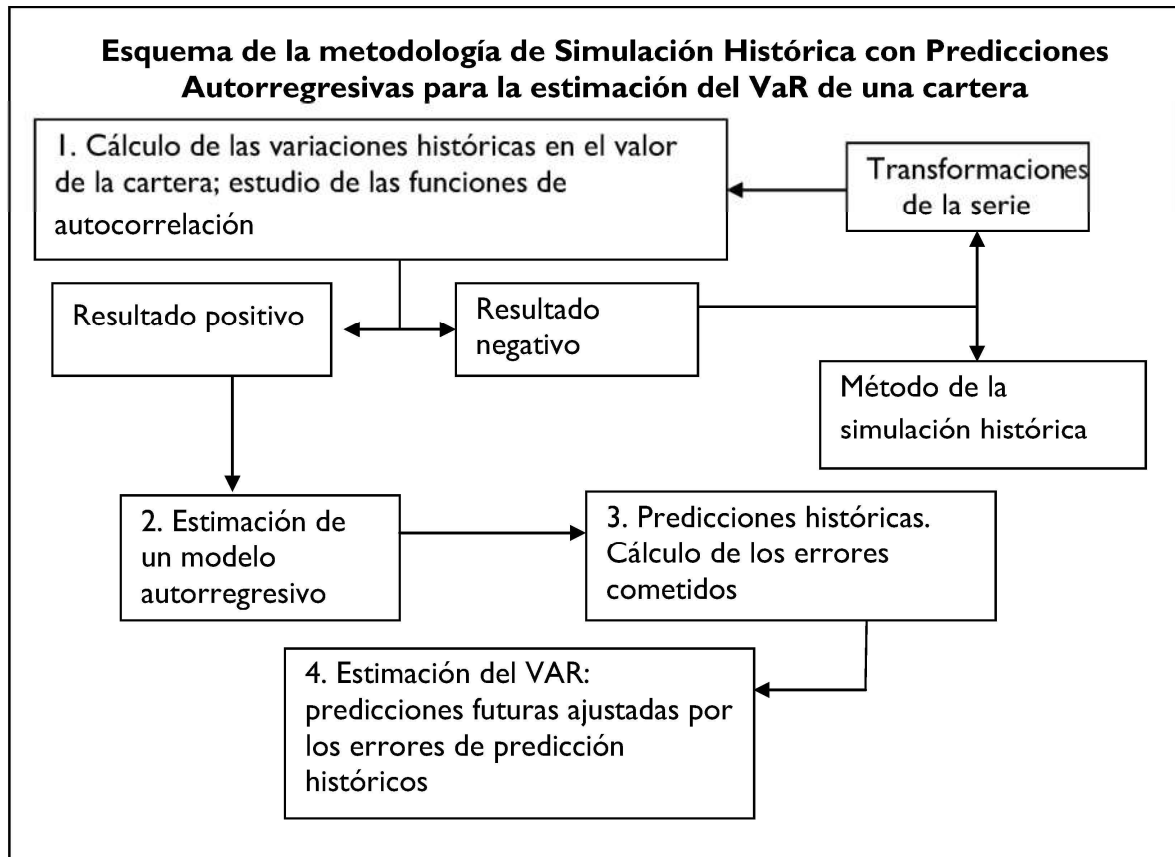 Esquema de la metodología de Simulación Histórica con Predicciones
Autorregresivas para la estimación del VaR de una cartera
1. Cálculo de las variaciones históricas en el valor
de la cartera; estudio de las funciones de
autocorrelación
Transformaciones
de la serie
Resultado positivo
Resultado
negativo
Método de la
simulación histórica
2. Estimación de
un modelo
autorregresivo
3. Predicciones históricas.
Cálculo de los errores
cometidos
4. Estimación del VAR:
predicciones futuras ajustadas por
los errores de predicción
históricos